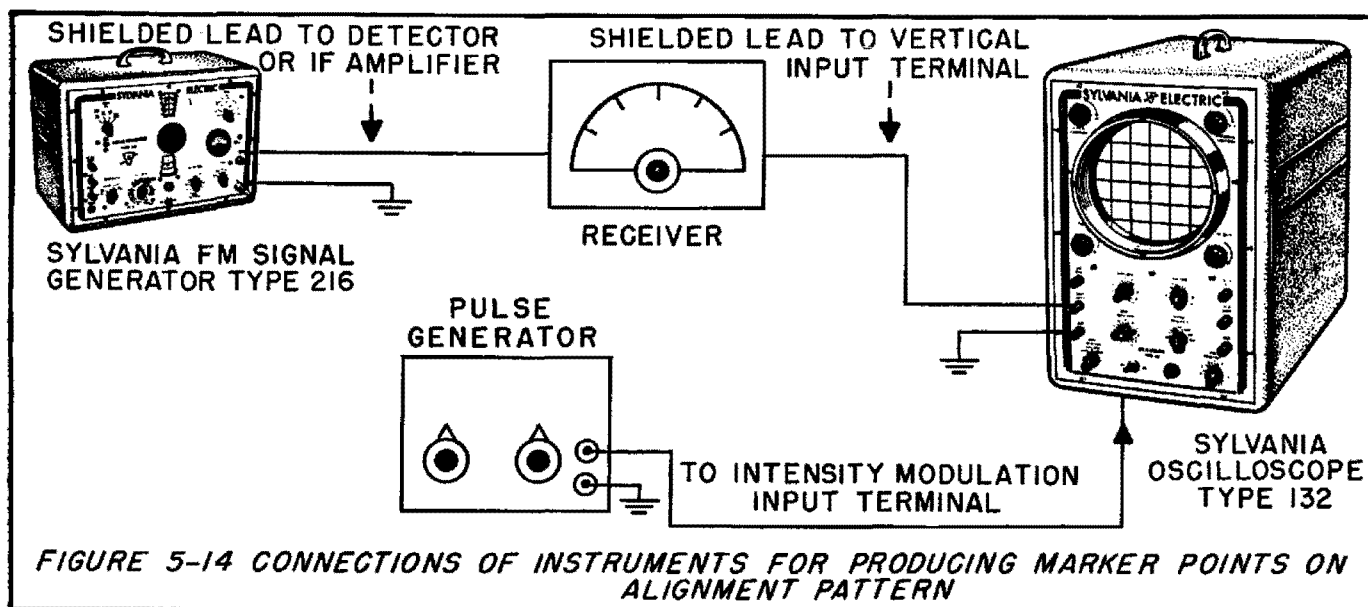 SHIELDED LEAD TO DETECTOR
OR IF AMPLIFIER
SHIELDED LEAD TO VERTICAL
INPUT TERMINAL
SYLVANIA ELECTRIC
SYLVANIA ELECTRIC
RECEIVER
SYLVANIA FM SIGNAL
GENERATOR TYPE 216
PULSE
GENERATOR
TO INTENSITY MODULATION
INPUT TERMINAL
SYLVANIA
OSCILLOSCOPE
TYPE 132
FIGURE 5-14 CONNECTIONS OF INSTRUMENTS FOR PRODUCING MARKER POINTS ON
ALIGNMENT PATTERN